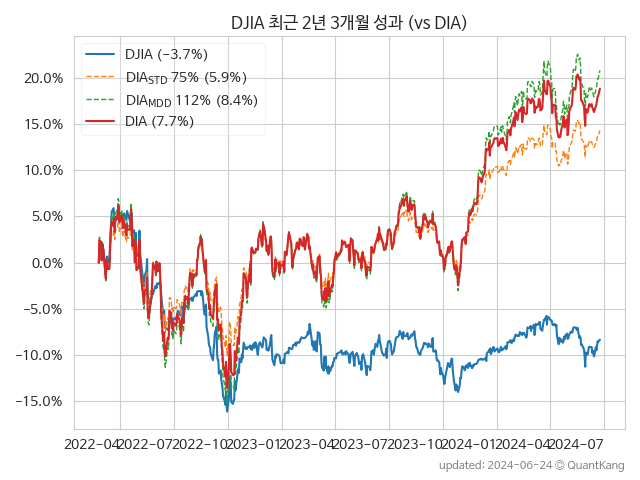 DJIA 최근 2년 3개월 성과 (vs DIA)
DJIA (−3.7%)
DIASTD 75% (5.9%)
DIAMDD 112% (8.4%)
DIA (7.7%)
20.0%
15.0%
10.0%
5.0%
0.0%
−5.0%
−10.0%
−15.0%
2022-04 2022-07 2022-10 2023-01 2023-04 2023-07 2023-10 2024-01 2024-04 2024-07
updated: 2024-06-24 © QuantKang